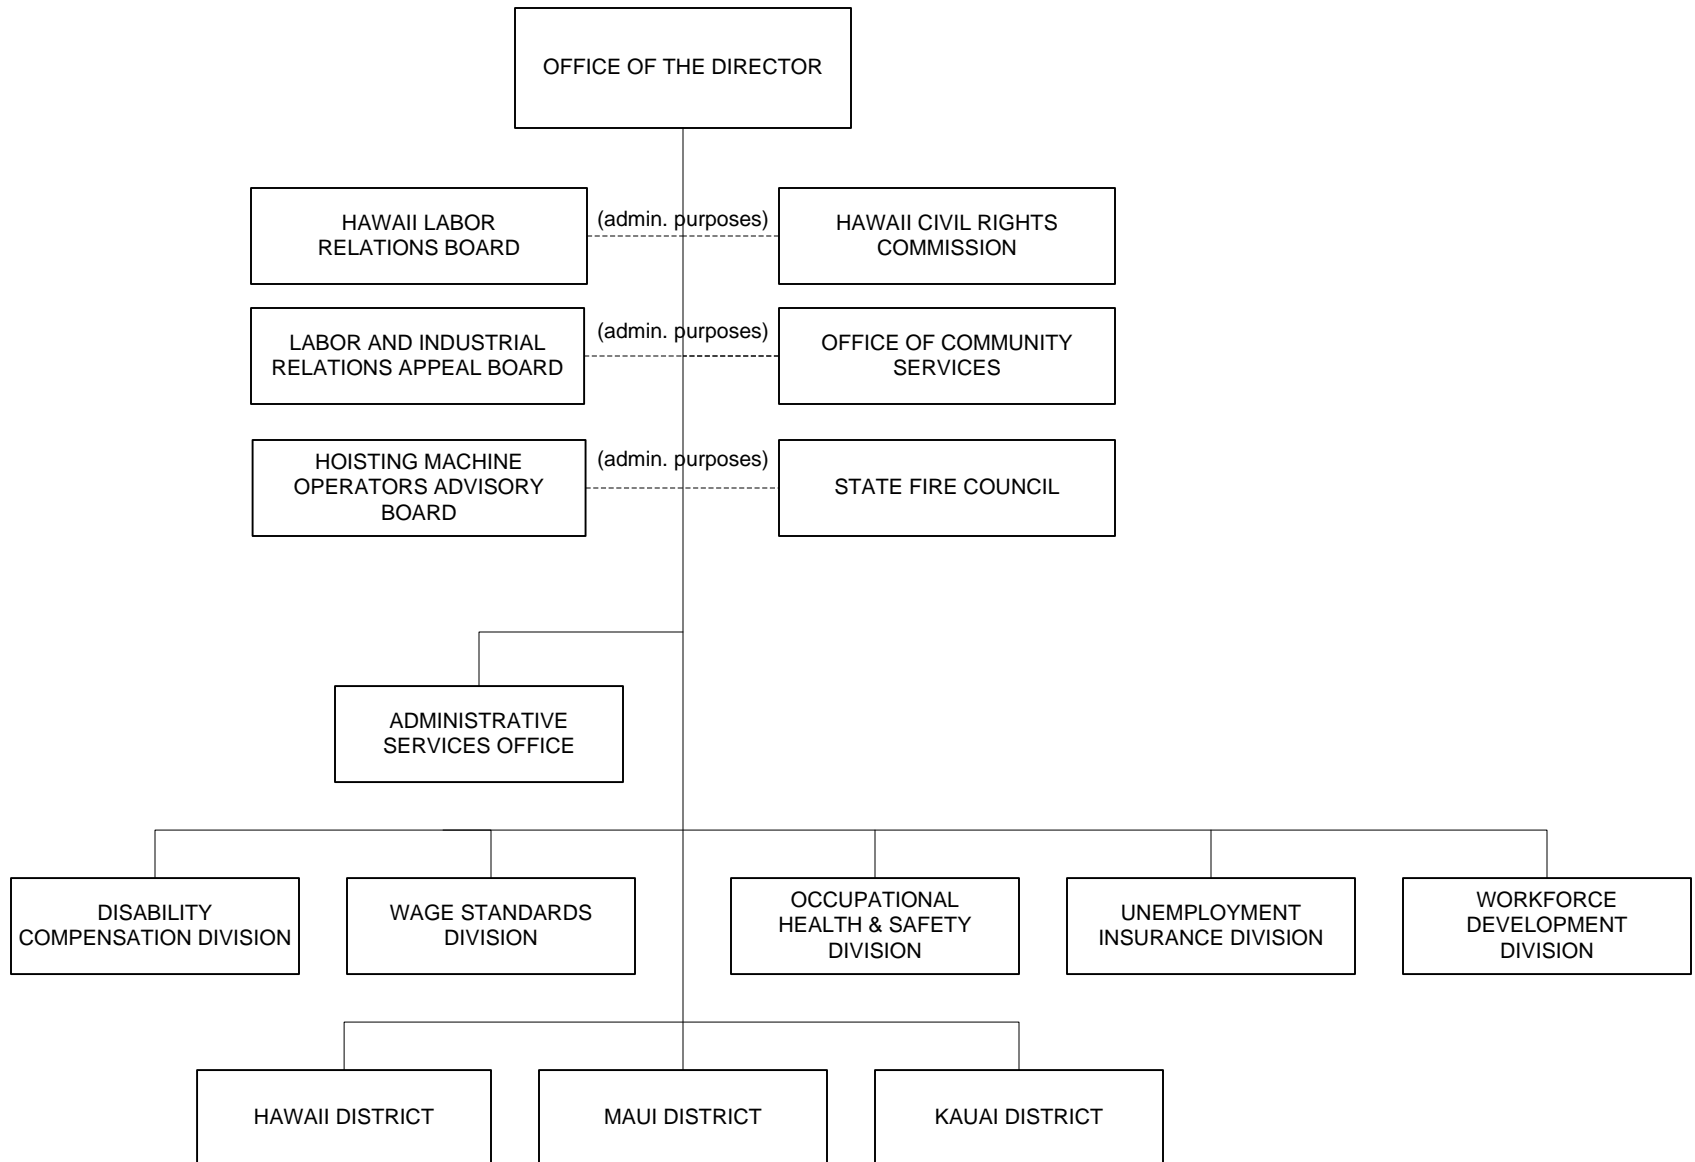 OFFICE OF THE DIRECTOR
HAWAII LABOR
RELATIONS BOARD
(admin. purposes)
HAWAII CIVIL RIGHTS
COMMISSION
LABOR AND INDUSTRIAL
RELATIONS APPEAL BOARD
(admin. purposes)
OFFICE OF COMMUNITY
SERVICES
HOISTING MACHINE
OPERATORS ADVISORY
BOARD
(admin. purposes)
STATE FIRE COUNCIL
ADMINISTRATIVE
SERVICES OFFICE
DISABILITY
COMPENSATION DIVISION
WAGE STANDARDS
DIVISION
OCCUPATIONAL
HEALTH & SAFETY
DIVISION
UNEMPLOYMENT
INSURANCE DIVISION
WORKFORCE
DEVELOPMENT
DIVISION
HAWAII DISTRICT
MAUI DISTRICT
KAUAI DISTRICT